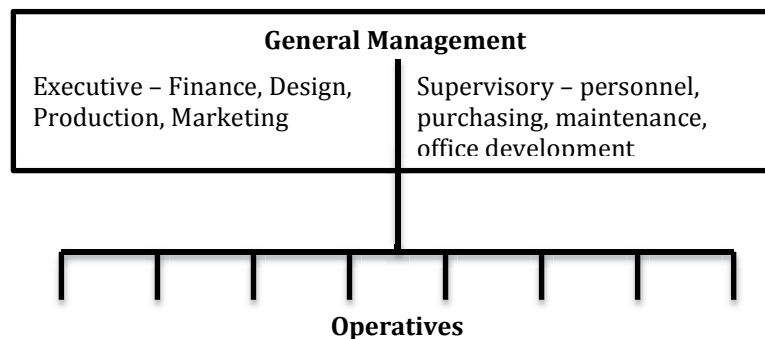 General Management
Executive – Finance, Design,
Production, Marketing
Supervisory – personnel,
purchasing, maintenance,
office development
Operatives